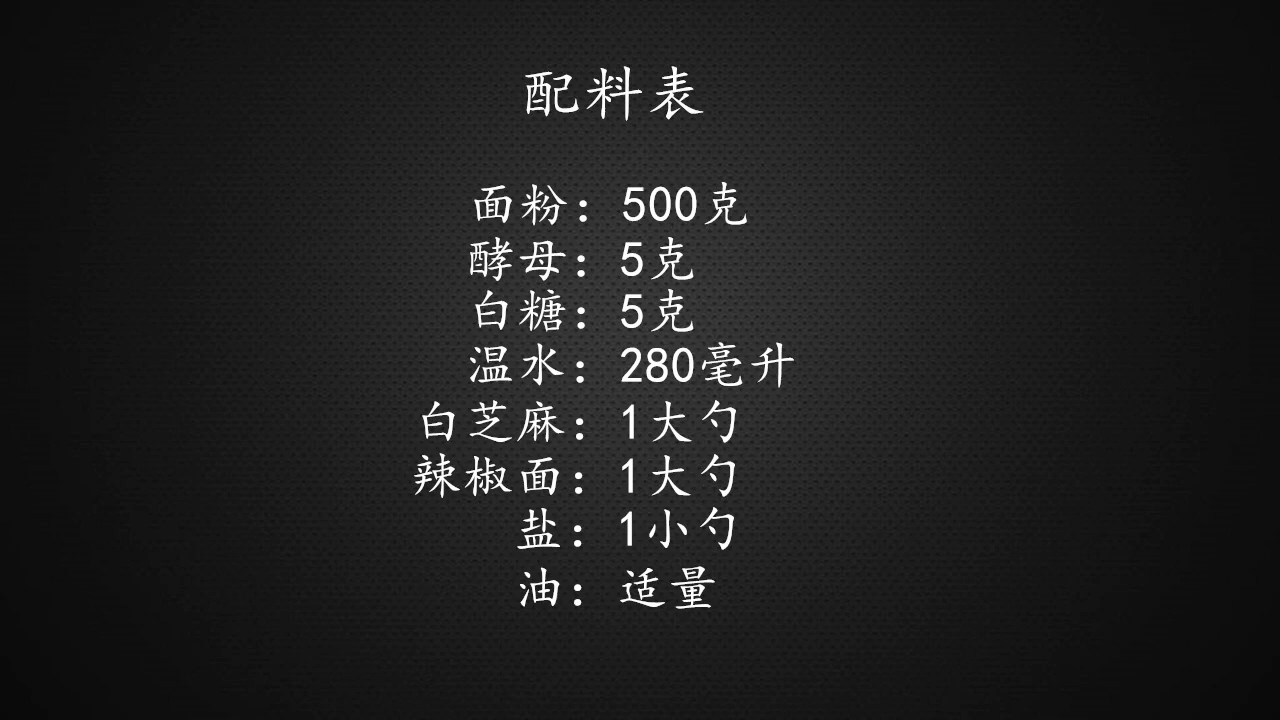 配料表
面粉：500克
酵母：5克
白糖：5克
温水：280毫升
白芝麻：1大勺
辣椒面：1大勺
盐：1小勺
油：适量